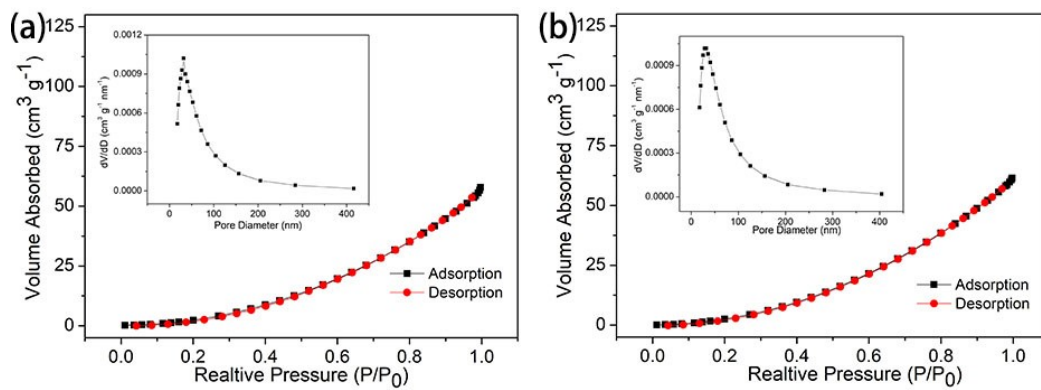 (a)
Volume Absorbed (cm³ g⁻¹)
125
100
75
50
25
0
0.0 0.2 0.4 0.6 0.8 1.0
Realtive Pressure (P/P₀)
Adsorption
Desorption
dV/dD (cm³ g⁻¹ nm⁻¹)
0.0012
0.0009
0.0006
0.0003
0.0000
0 100 200 300 400
Pore Diameter (nm)
(b)
Volume Absorbed (cm³ g⁻¹)
125
100
75
50
25
0
0.0 0.2 0.4 0.6 0.8 1.0
Realtive Pressure (P/P₀)
Adsorption
Desorption
dV/dD (cm³ g⁻¹ nm⁻¹)
0.0009
0.0006
0.0003
0.0000
0 100 200 300 400
Pore Diameter (nm)